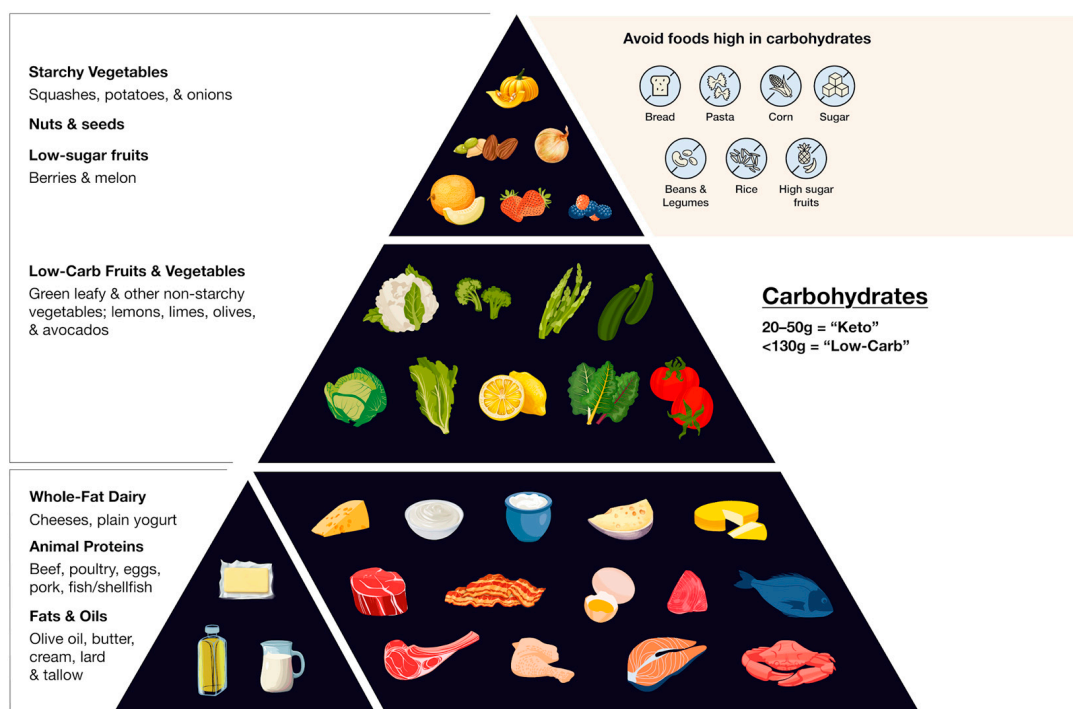 Starchy Vegetables
Squashes, potatoes, & onions
Nuts & seeds
Low-sugar fruits
Berries & melon
Avoid foods high in carbohydrates
Bread
Pasta
Corn
Sugar
Beans &
Legumes
Rice
High sugar
fruits
Low-Carb Fruits & Vegetables
Green leafy & other non-starchy
vegetables; lemons, limes, olives,
& avocados
Carbohydrates
20–50g = “Keto”
<130g = “Low-Carb”
Whole-Fat Dairy
Cheeses, plain yogurt
Animal Proteins
Beef, poultry, eggs,
pork, fish/shellfish
Fats & Oils
Olive oil, butter,
cream, lard
& tallow